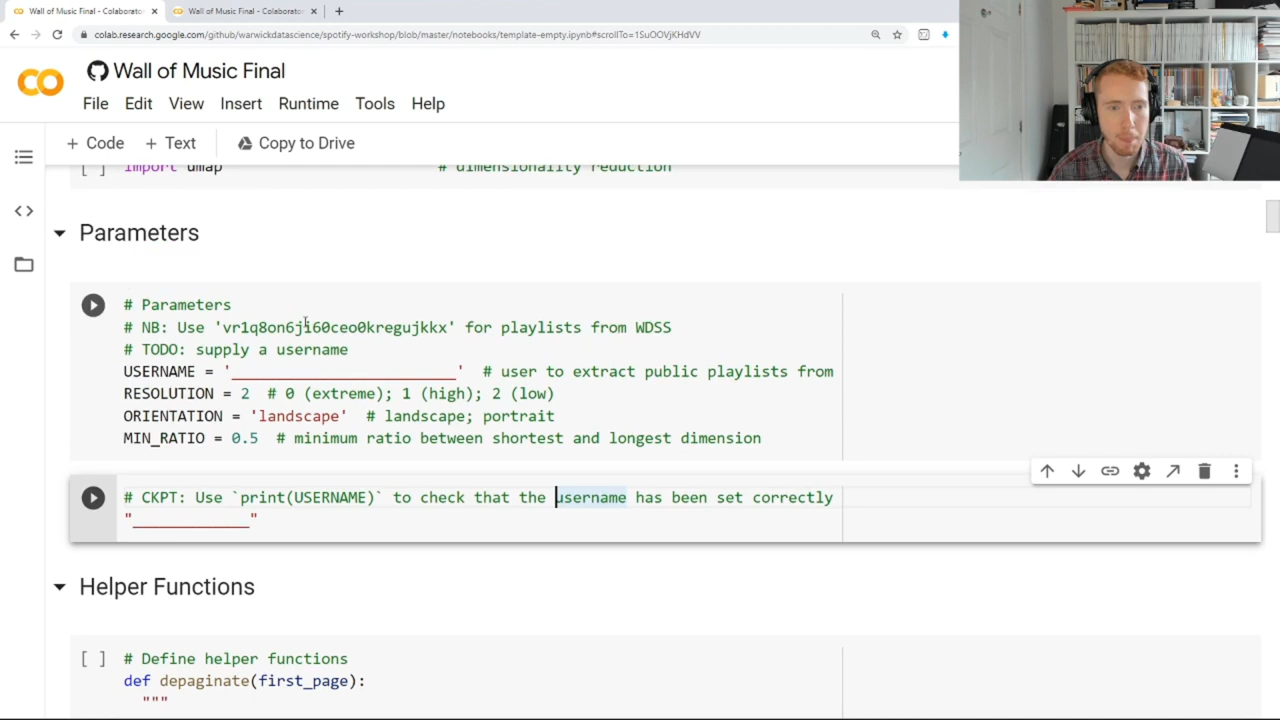 Wall of Music Final - Colaborato
Wall of Music Final - Colaborator
colab.research.google.com/github/warwickdatascience/spotify-workshop/blob/master/notebooks/template-empty.ipynb#scrollTo=1SuOOVjKHdVV
Wall of Music Final
File Edit View Insert Runtime Tools Help
+ Code + Text Copy to Drive
[ ] import umap # dimensionality reduction
Parameters
# Parameters
# NB: Use 'vr1q8on6ji60ceo0kregujkkx' for playlists from WDSS
# TODO: supply a username
USERNAME = '_________________________' # user to extract public playlists from
RESOLUTION = 2 # 0 (extreme); 1 (high); 2 (low)
ORIENTATION = 'landscape' # landscape; portrait
MIN_RATIO = 0.5 # minimum ratio between shortest and longest dimension
# CKPT: Use `print(USERNAME)` to check that the username has been set correctly
"_____________"
Helper Functions
[ ] # Define helper functions
def depaginate(first_page):
"""